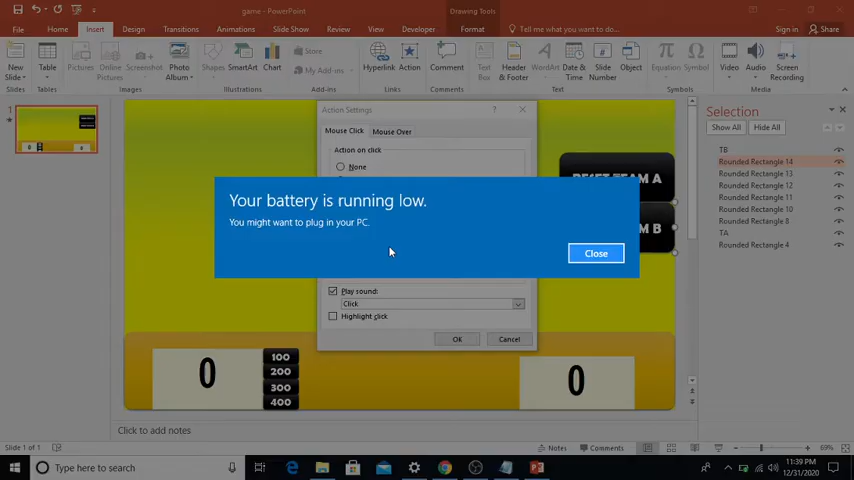 game - PowerPoint
Drawing Tools
File Home Insert Design Transitions Animations Slide Show Review View Developer Format Tell me what you want to do... Sign in Share
New Slide
Table
Pictures
Online Pictures
Screenshot
Photo Album
Shapes
SmartArt
Chart
Store
My Add-ins
Hyperlink
Action
Comment
Text Box
Header & Footer
WordArt
Date & Time
Slide Number
Object
Equation
Symbol
Video
Audio
Screen Recording
Slides Tables Images Illustrations Add-ins Links Comments Text Symbols Media
1
0
0
Action Settings
?
Mouse Click Mouse Over
Action on click
None
Your battery is running low.
You might want to plug in your PC.
Close
Play sound:
Click
Highlight click
OK Cancel
RESET TEAM A
M B
0
100
200
300
400
0
Selection
Show All Hide All
TB
Rounded Rectangle 14
Rounded Rectangle 13
Rounded Rectangle 12
Rounded Rectangle 11
Rounded Rectangle 10
Rounded Rectangle 8
TA
Rounded Rectangle 4
Click to add notes
Slide 1 of 1
Notes Comments
69%
Type here to search
11:39 PM
12/31/2020